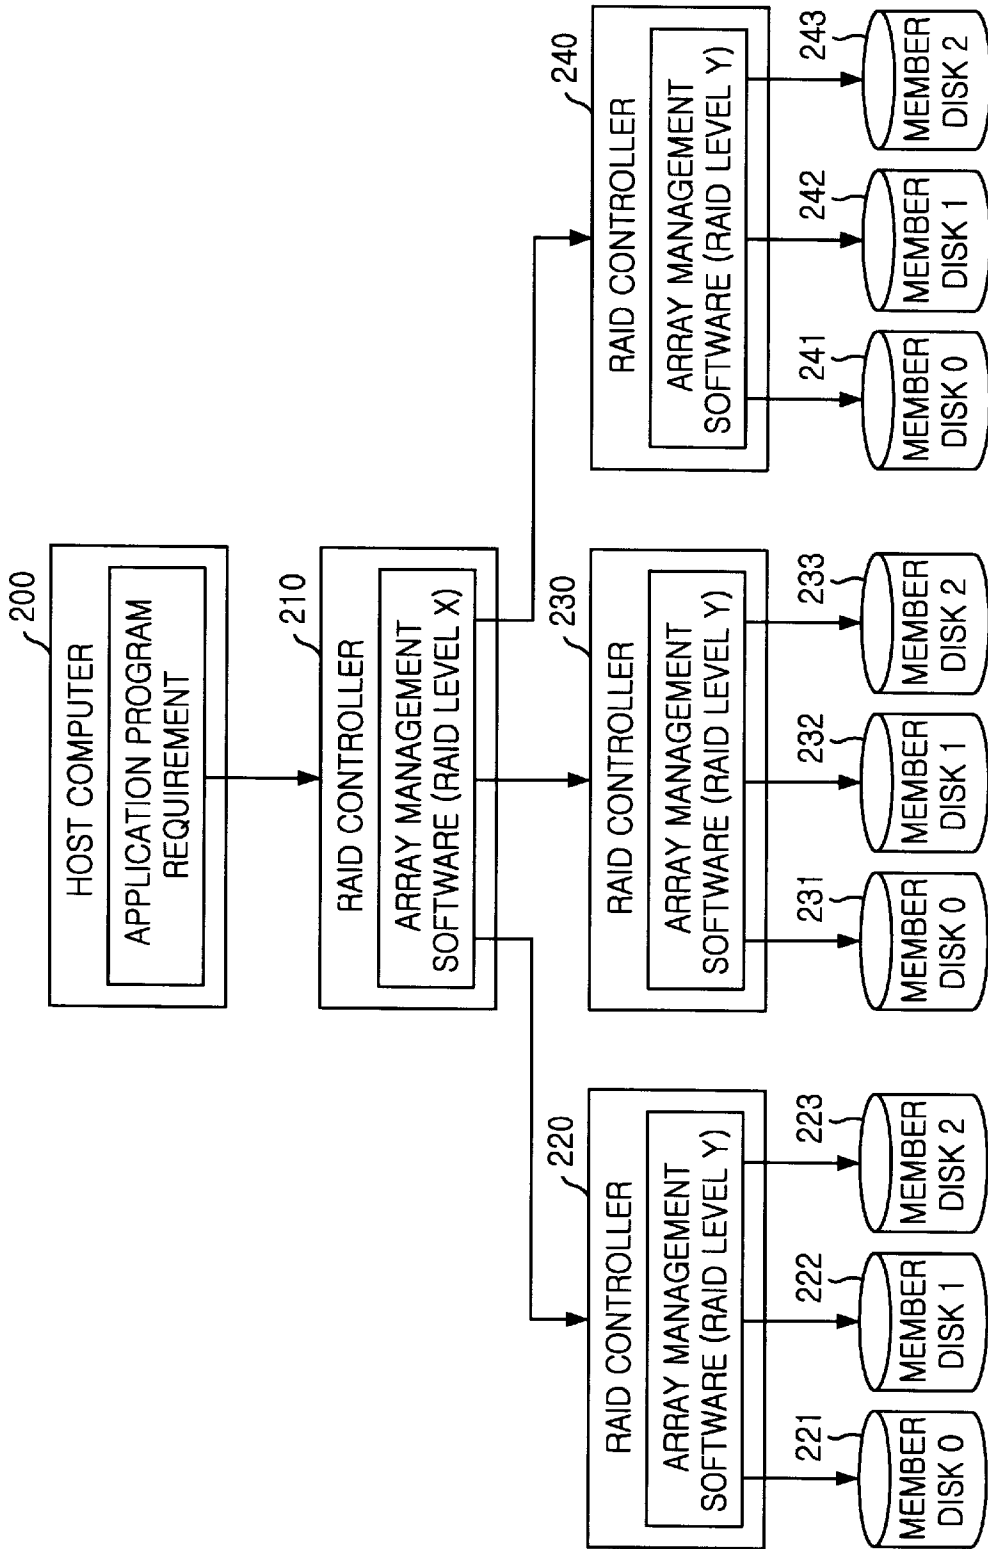 200
HOST COMPUTER
APPLICATION PROGRAM
REQUIREMENT
210
RAID CONTROLLER
ARRAY MANAGEMENT
SOFTWARE (RAID LEVEL X)
220
RAID CONTROLLER
ARRAY MANAGEMENT
SOFTWARE (RAID LEVEL Y)
221
MEMBER
DISK 0
222
MEMBER
DISK 1
223
MEMBER
DISK 2
230
RAID CONTROLLER
ARRAY MANAGEMENT
SOFTWARE (RAID LEVEL Y)
231
MEMBER
DISK 0
232
MEMBER
DISK 1
233
MEMBER
DISK 2
240
RAID CONTROLLER
ARRAY MANAGEMENT
SOFTWARE (RAID LEVEL Y)
241
MEMBER
DISK 0
242
MEMBER
DISK 1
243
MEMBER
DISK 2